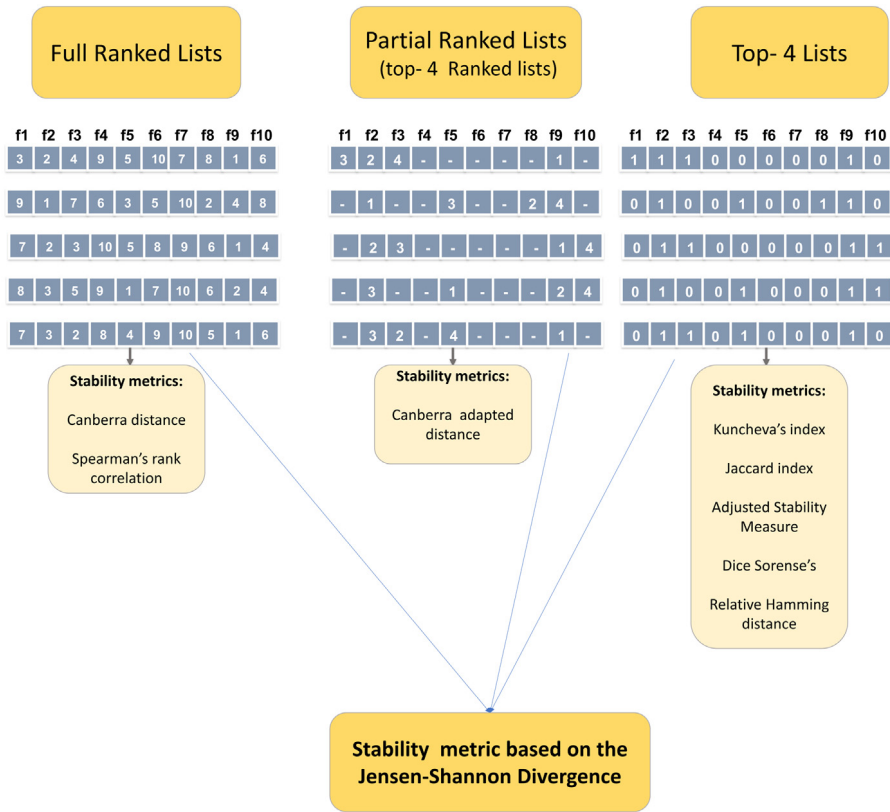 Full Ranked Lists
f1 f2 f3 f4 f5 f6 f7 f8 f9 f10
3 2 4 9 5 10 7 8 1 6
9 1 7 6 3 5 10 2 4 8
7 2 3 10 5 8 9 6 1 4
8 3 5 9 1 7 10 6 2 4
7 3 2 8 4 9 10 5 1 6
Stability metrics:
Canberra distance
Spearman's rank
correlation
Partial Ranked Lists
(top- 4 Ranked lists)
f1 f2 f3 f4 f5 f6 f7 f8 f9 f10
3 2 4 - - - - - 1 -
- 1 - - 3 - - 2 4 -
- 2 3 - - - - - 1 4
- 3 - - 1 - - - 2 4
- 3 2 - 4 - - - 1 -
Stability metrics:
Canberra adapted
distance
Top- 4 Lists
f1 f2 f3 f4 f5 f6 f7 f8 f9 f10
1 1 1 0 0 0 0 0 1 0
0 1 0 0 1 0 0 1 1 0
0 1 1 0 0 0 0 0 1 1
0 1 0 0 1 0 0 0 1 1
0 1 1 0 1 0 0 0 1 0
Stability metrics:
Kuncheva's index
Jaccard index
Adjusted Stability
Measure
Dice Sorense's
Relative Hamming
distance
Stability metric based on the
Jensen-Shannon Divergence